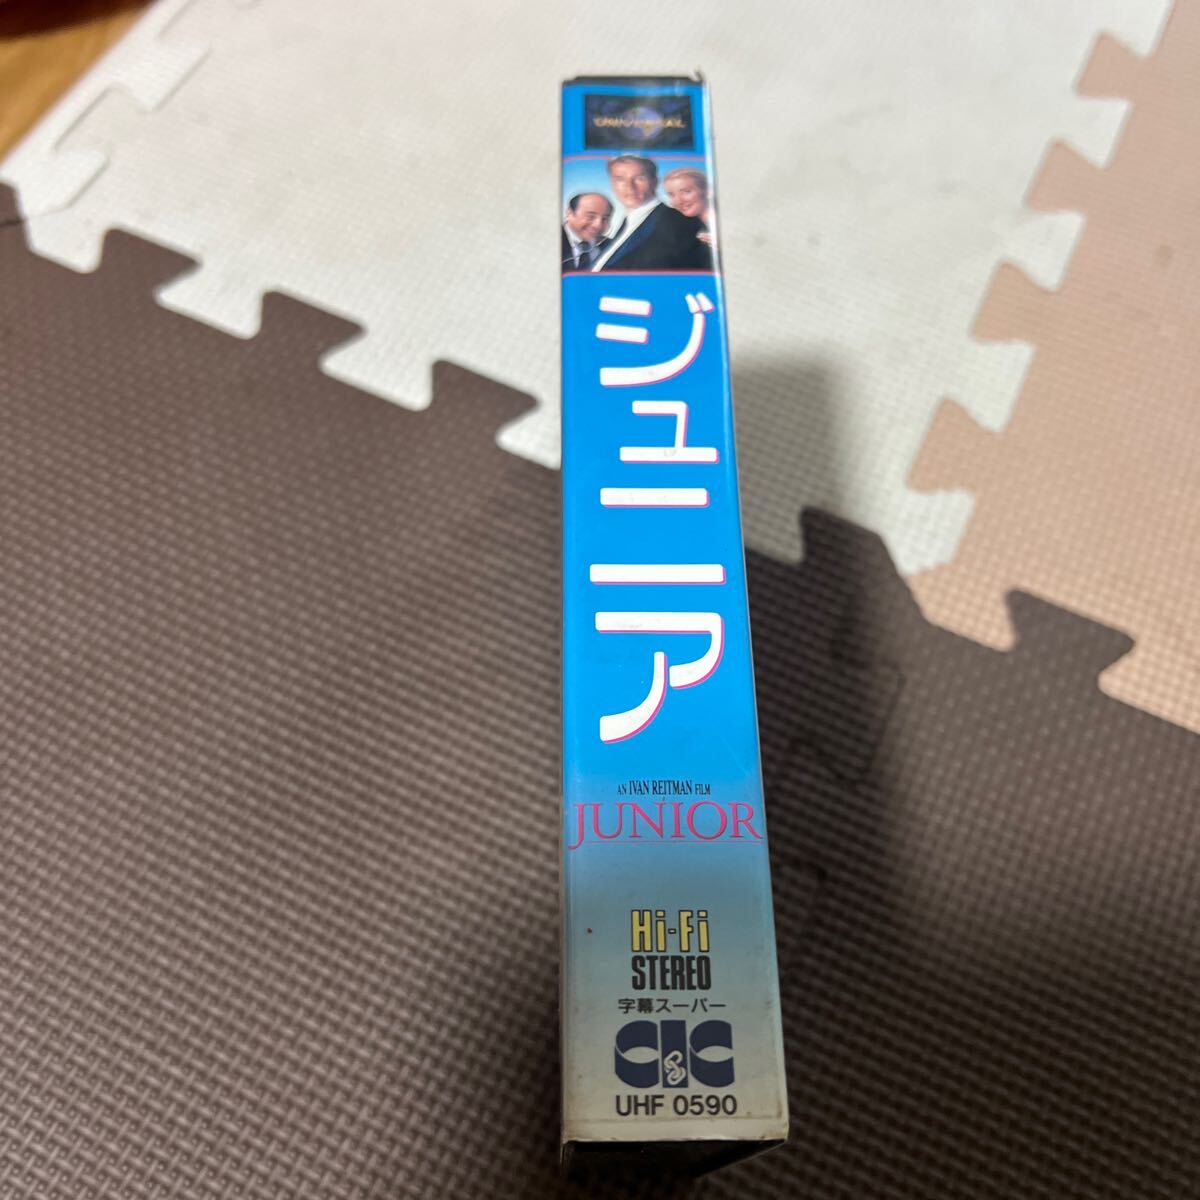 UNIVERSAL
ジュニア
AN IVAN REITMAN FILM
JUNIOR
Hi-Fi
STEREO
字幕スーパー
CIC
UHF 0590